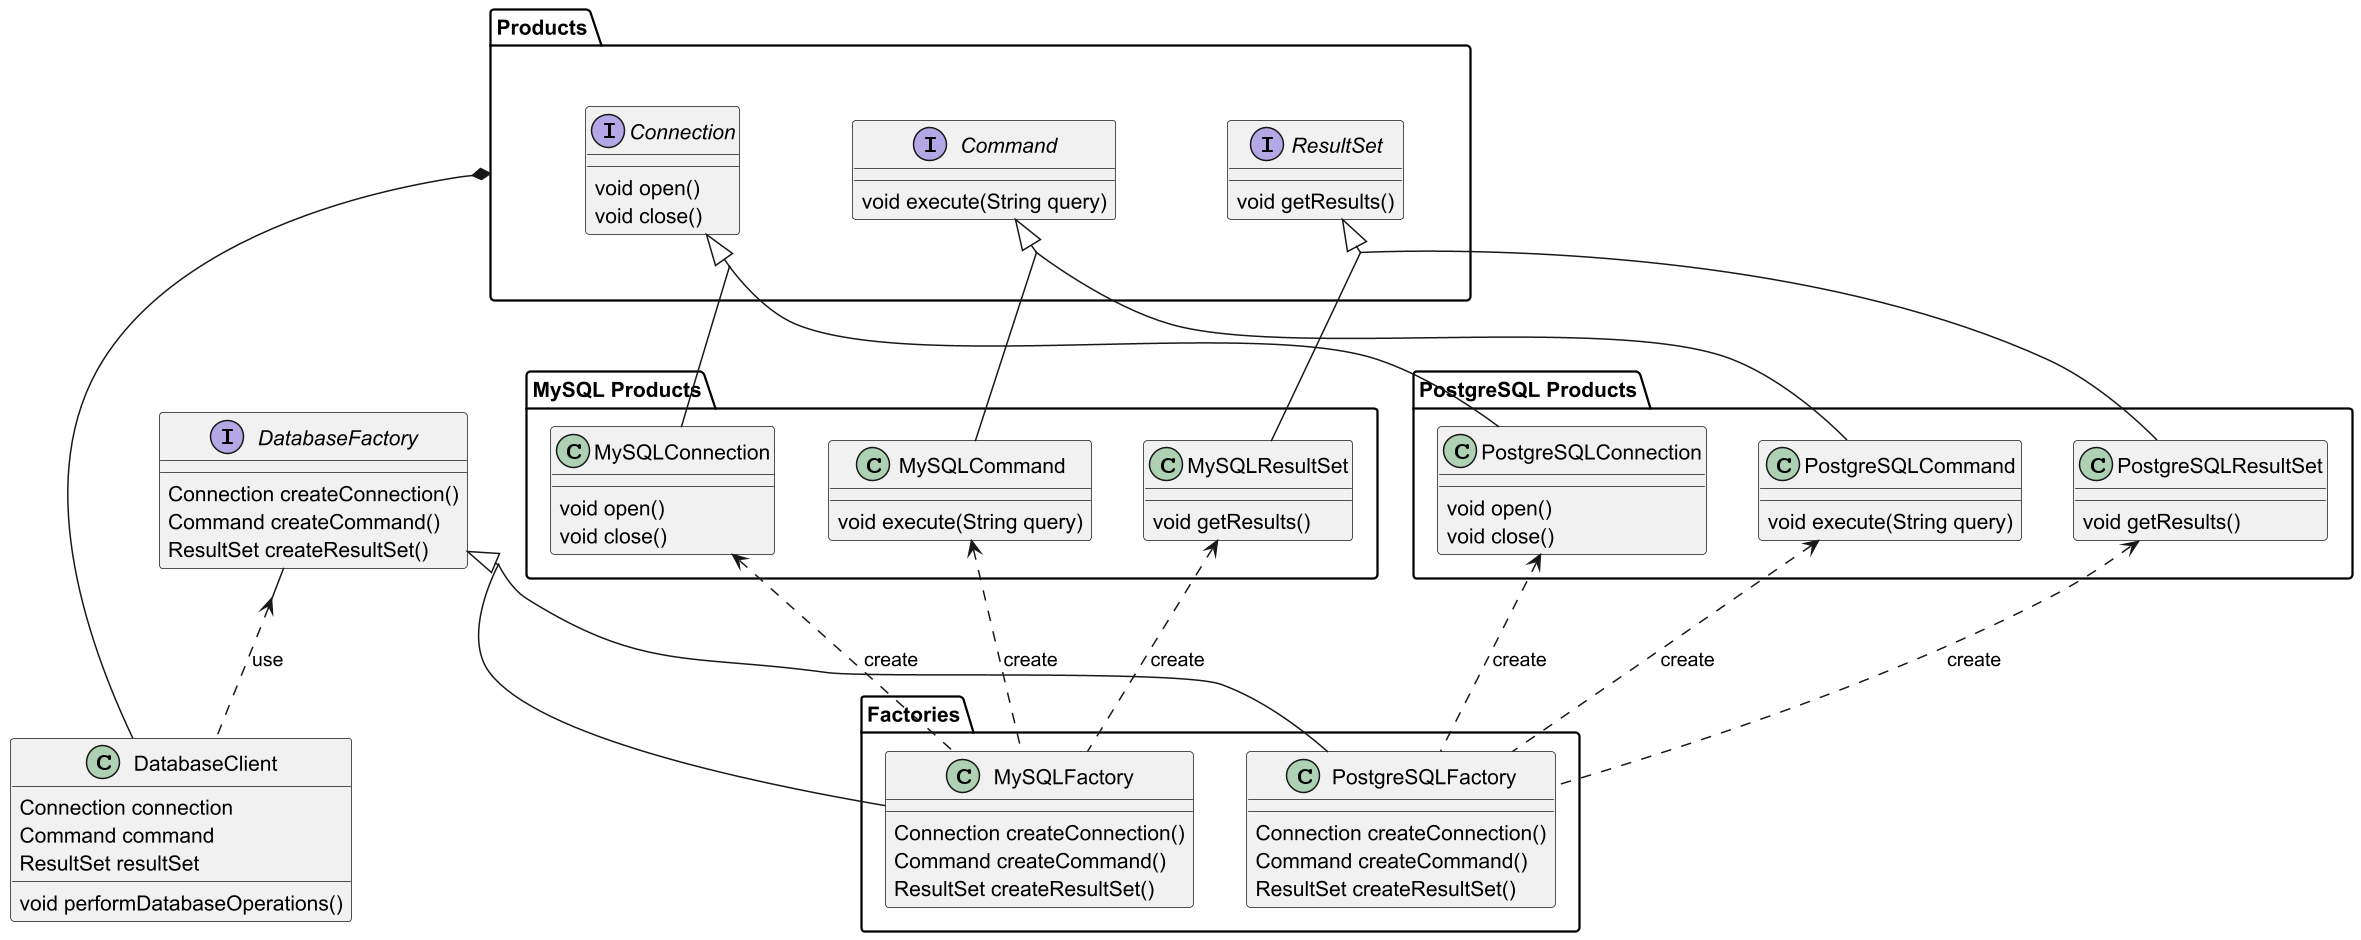 Products
I Connection
void open()
void close()
I Command
void execute(String query)
I ResultSet
void getResults()
MySQL Products
C MySQLConnection
void open()
void close()
C MySQLCommand
void execute(String query)
C MySQLResultSet
void getResults()
PostgreSQL Products
C PostgreSQLConnection
void open()
void close()
C PostgreSQLCommand
void execute(String query)
C PostgreSQLResultSet
void getResults()
I DatabaseFactory
Connection createConnection()
Command createCommand()
ResultSet createResultSet()
use
create
create
create
create
create
create
Factories
C MySQLFactory
Connection createConnection()
Command createCommand()
ResultSet createResultSet()
C PostgreSQLFactory
Connection createConnection()
Command createCommand()
ResultSet createResultSet()
C DatabaseClient
Connection connection
Command command
ResultSet resultSet
void performDatabaseOperations()